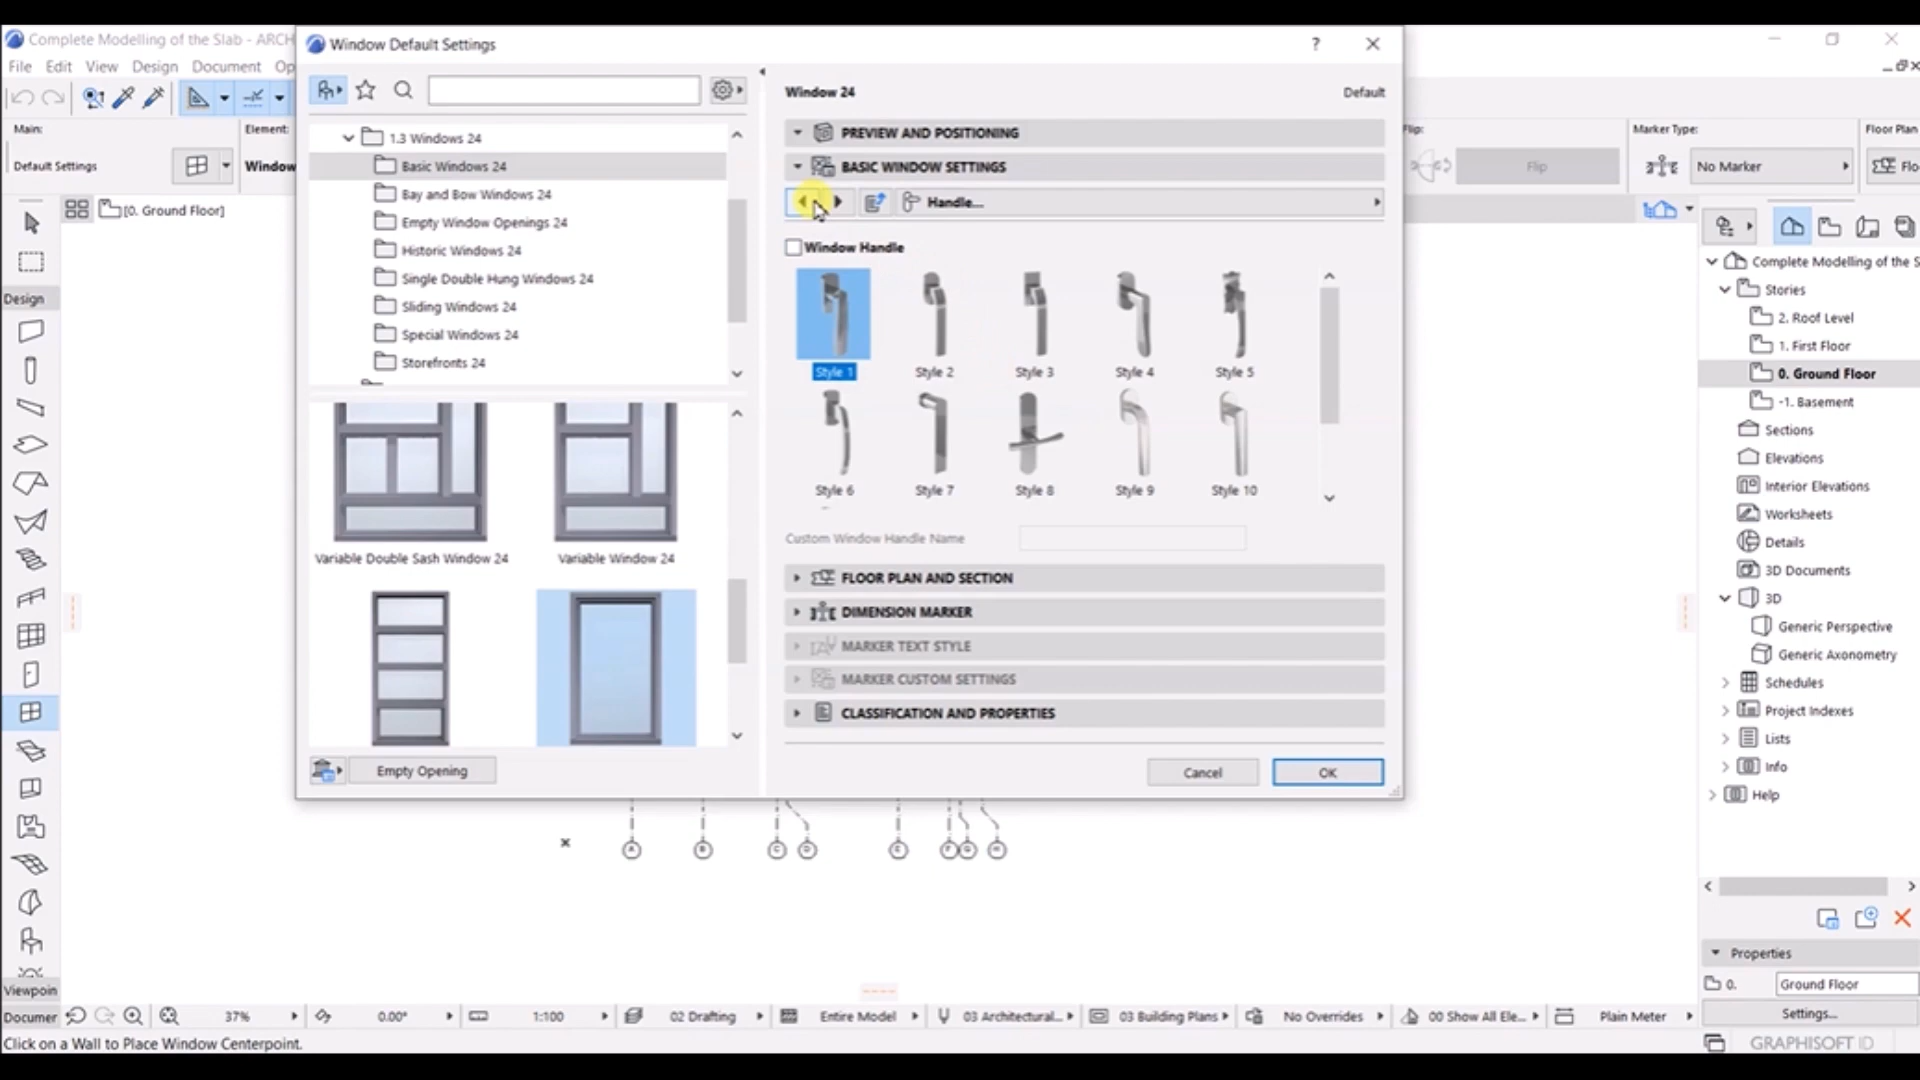 Complete Modelling of the Slab - ARCH
File Edit View Design Document Op
Main:
Default Settings
Element:
Window
[0. Ground Floor]
Design
Viewpoin
Documer
Window Default Settings
?
1.3 Windows 24
Basic Windows 24
Bay and Bow Windows 24
Empty Window Openings 24
Historic Windows 24
Single Double Hung Windows 24
Sliding Windows 24
Special Windows 24
Storefronts 24
Variable Double Sash Window 24
Variable Window 24
Empty Opening
Window 24
Default
PREVIEW AND POSITIONING
BASIC WINDOW SETTINGS
Handle...
Window Handle
Style 1
Style 2
Style 3
Style 4
Style 5
Style 6
Style 7
Style 8
Style 9
Style 10
Custom Window Handle Name
FLOOR PLAN AND SECTION
DIMENSION MARKER
MARKER TEXT STYLE
MARKER CUSTOM SETTINGS
CLASSIFICATION AND PROPERTIES
Cancel
OK
A B C D E F G H
Flip:
Flip
Marker Type:
No Marker
Floor Plan
Flo
Complete Modelling of the S
Stories
2. Roof Level
1. First Floor
0. Ground Floor
-1. Basement
Sections
Elevations
Interior Elevations
Worksheets
Details
3D Documents
3D
Generic Perspective
Generic Axonometry
Schedules
Project Indexes
Lists
Info
Help
Properties
0. Ground Floor
Settings...
37%
0.00°
1:100
02 Drafting
Entire Model
03 Architectural...
03 Building Plans
No Overrides
00 Show All Ele...
Plain Meter
Click on a Wall to Place Window Centerpoint.
GRAPHISOFT ID